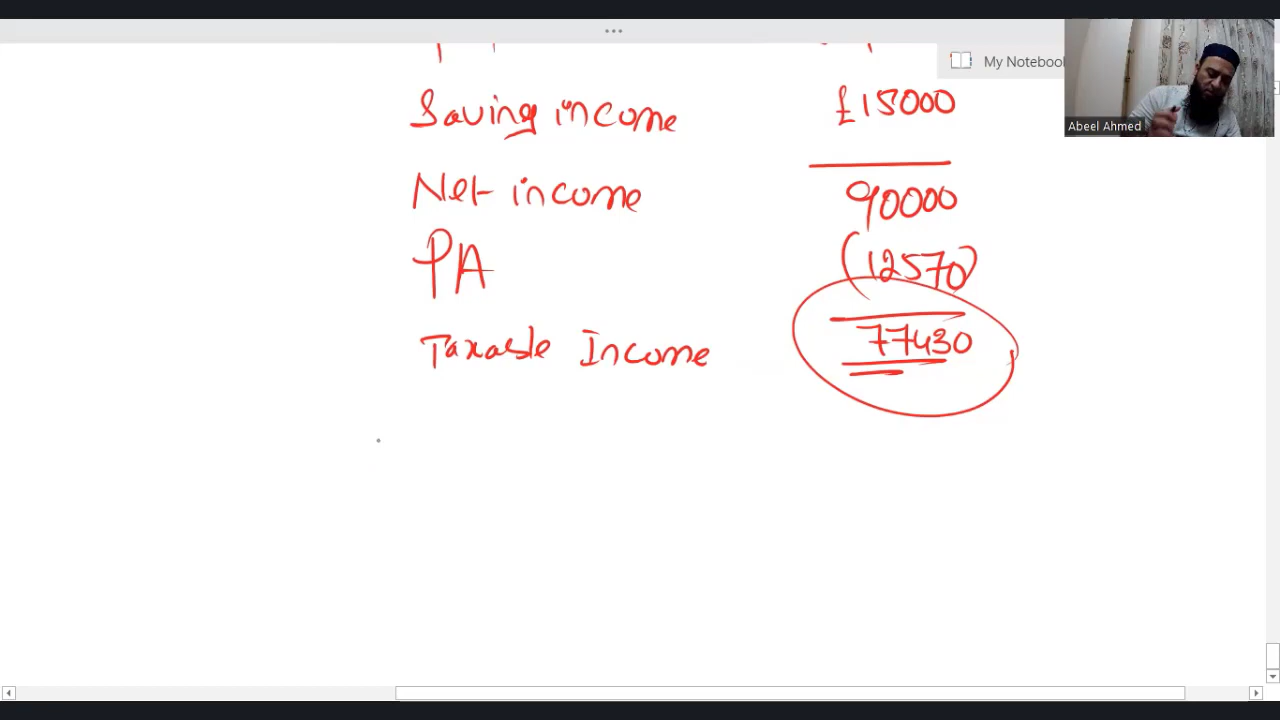 My Notebook
Abeel Ahmed
Saving income £15000
Net income 90000
PA (12570)
Taxable Income 77430